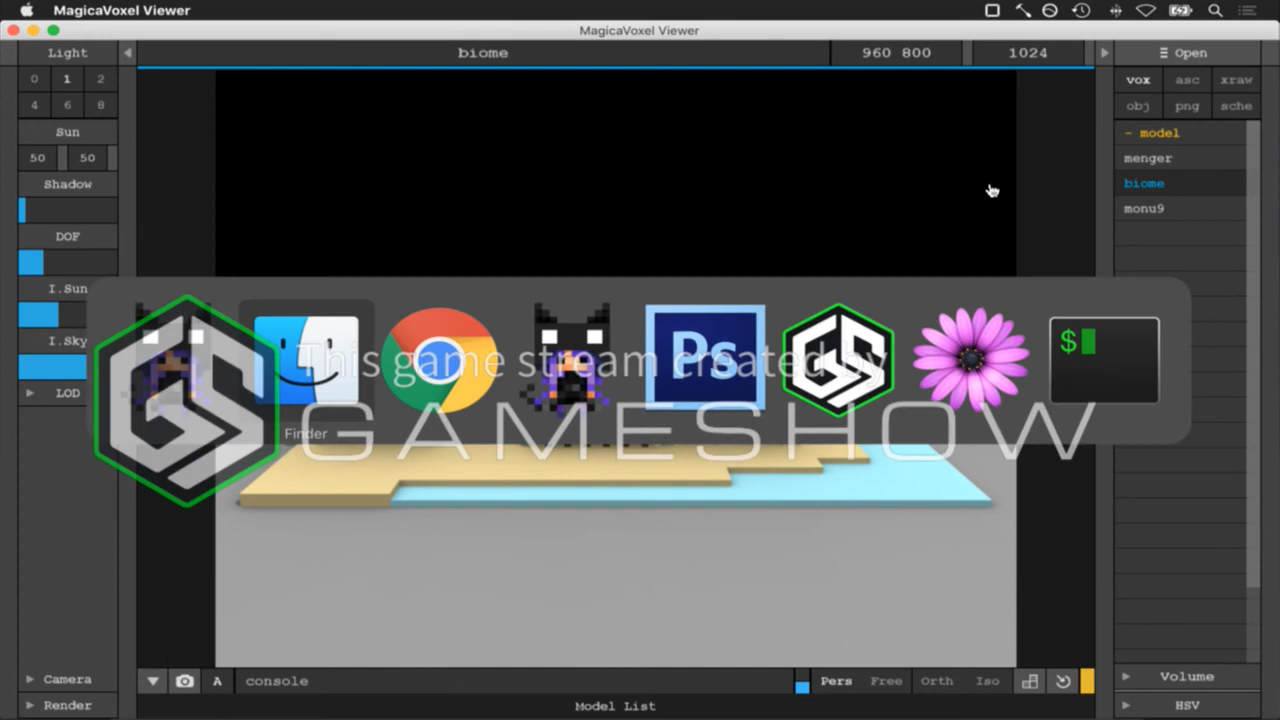 MagicaVoxel Viewer
MagicaVoxel Viewer
Light
biome
960 800
1024
Open
0 1 2
4 6 8
vox asc xraw
obj png sche
Sun
50 50
- model
menger
biome
monu9
Shadow
DOF
I.Sun
I.Sky
LOD
Ps
$
This game stream created by
GAMESHOW
Finder
Camera
Render
A
console
Pers Free Orth Iso
Model List
Volume
HSV